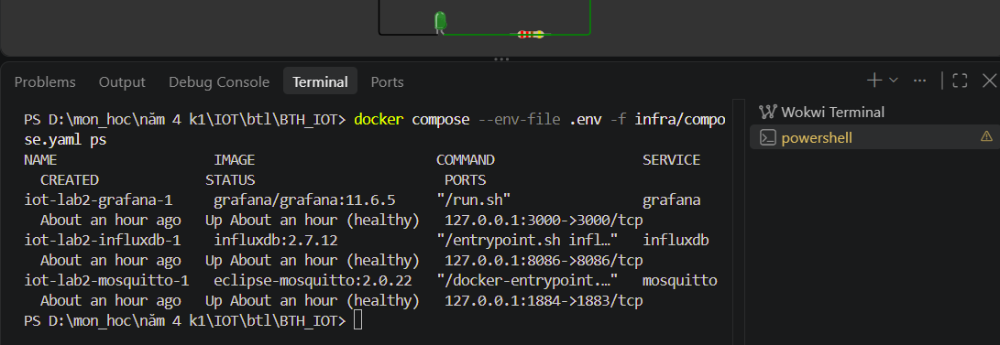 Problems Output Debug Console Terminal Ports
PS D:\mon_hoc\năm 4 k1\IOT\btl\BTH_IOT> docker compose --env-file .env -f infra/compo
se.yaml ps
NAME IMAGE COMMAND SERVICE
CREATED STATUS PORTS
iot-lab2-grafana-1 grafana/grafana:11.6.5 "/run.sh" grafana
About an hour ago Up About an hour (healthy) 127.0.0.1:3000->3000/tcp
iot-lab2-influxdb-1 influxdb:2.7.12 "/entrypoint.sh infl…" influxdb
About an hour ago Up About an hour (healthy) 127.0.0.1:8086->8086/tcp
iot-lab2-mosquitto-1 eclipse-mosquitto:2.0.22 "/docker-entrypoint.…" mosquitto
About an hour ago Up About an hour (healthy) 127.0.0.1:1884->1883/tcp
PS D:\mon_hoc\năm 4 k1\IOT\btl\BTH_IOT>
Wokwi Terminal
powershell